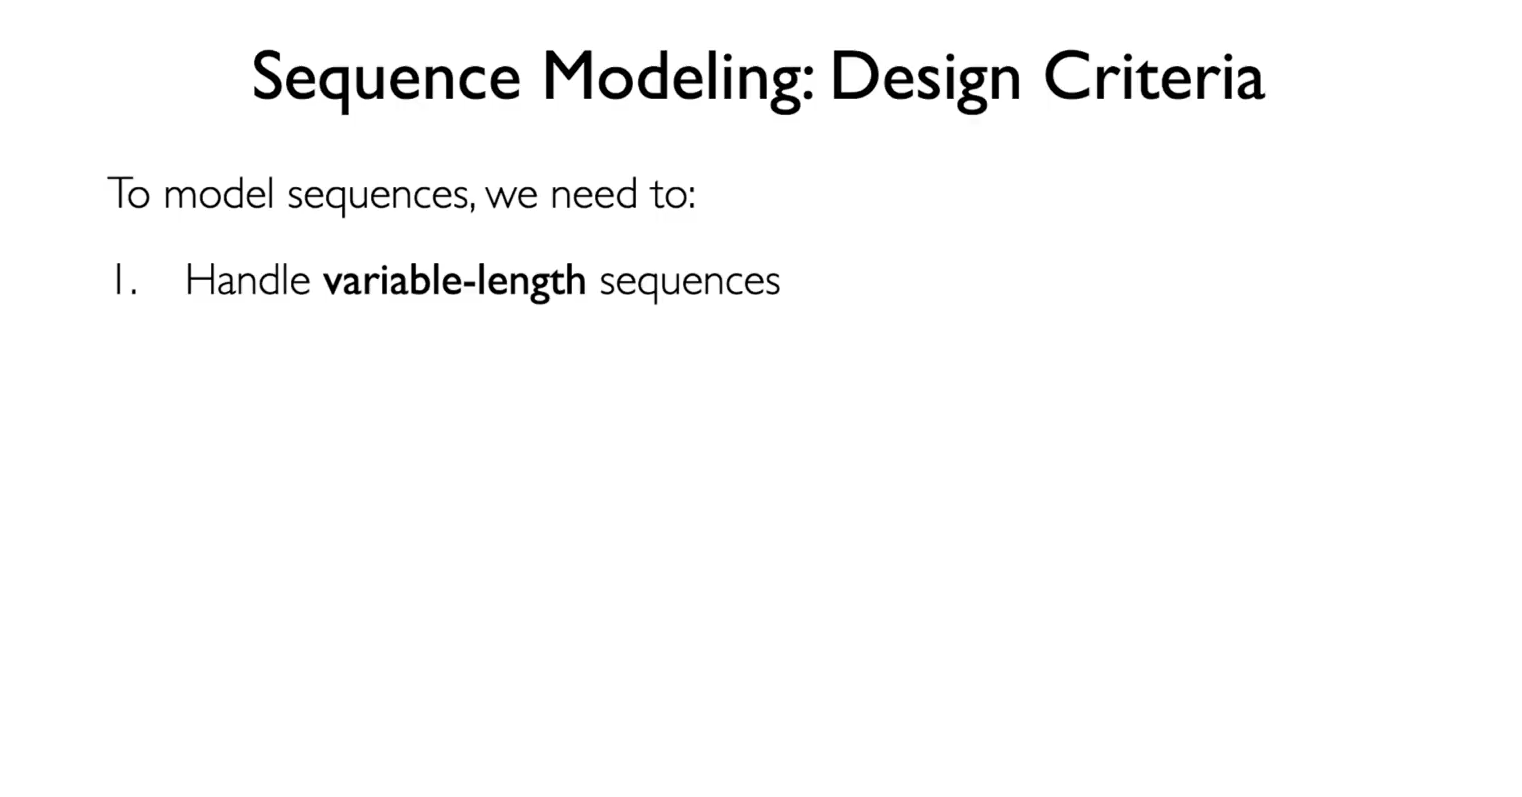 Sequence Modeling: Design Criteria
To model sequences, we need to:
1. Handle variable-length sequences